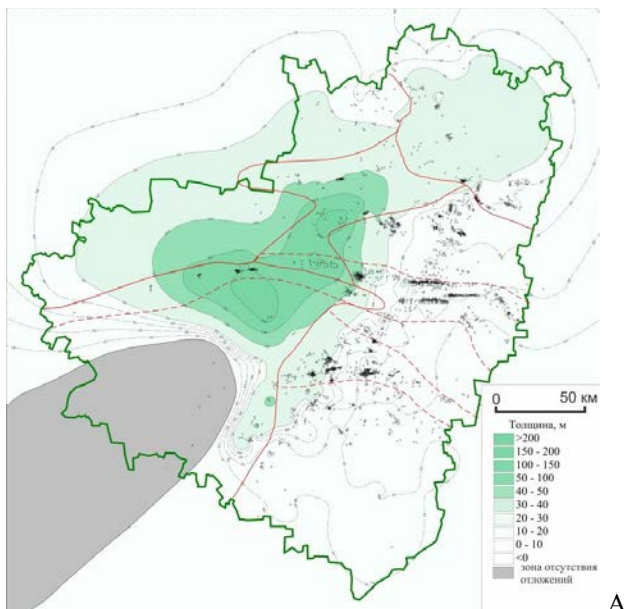 0 50 км
Толщина, м
>200
150 - 200
100 - 150
50 - 100
40 - 50
30 - 40
20 - 30
10 - 20
0 - 10
<0
зона отсутствия
отложений
А